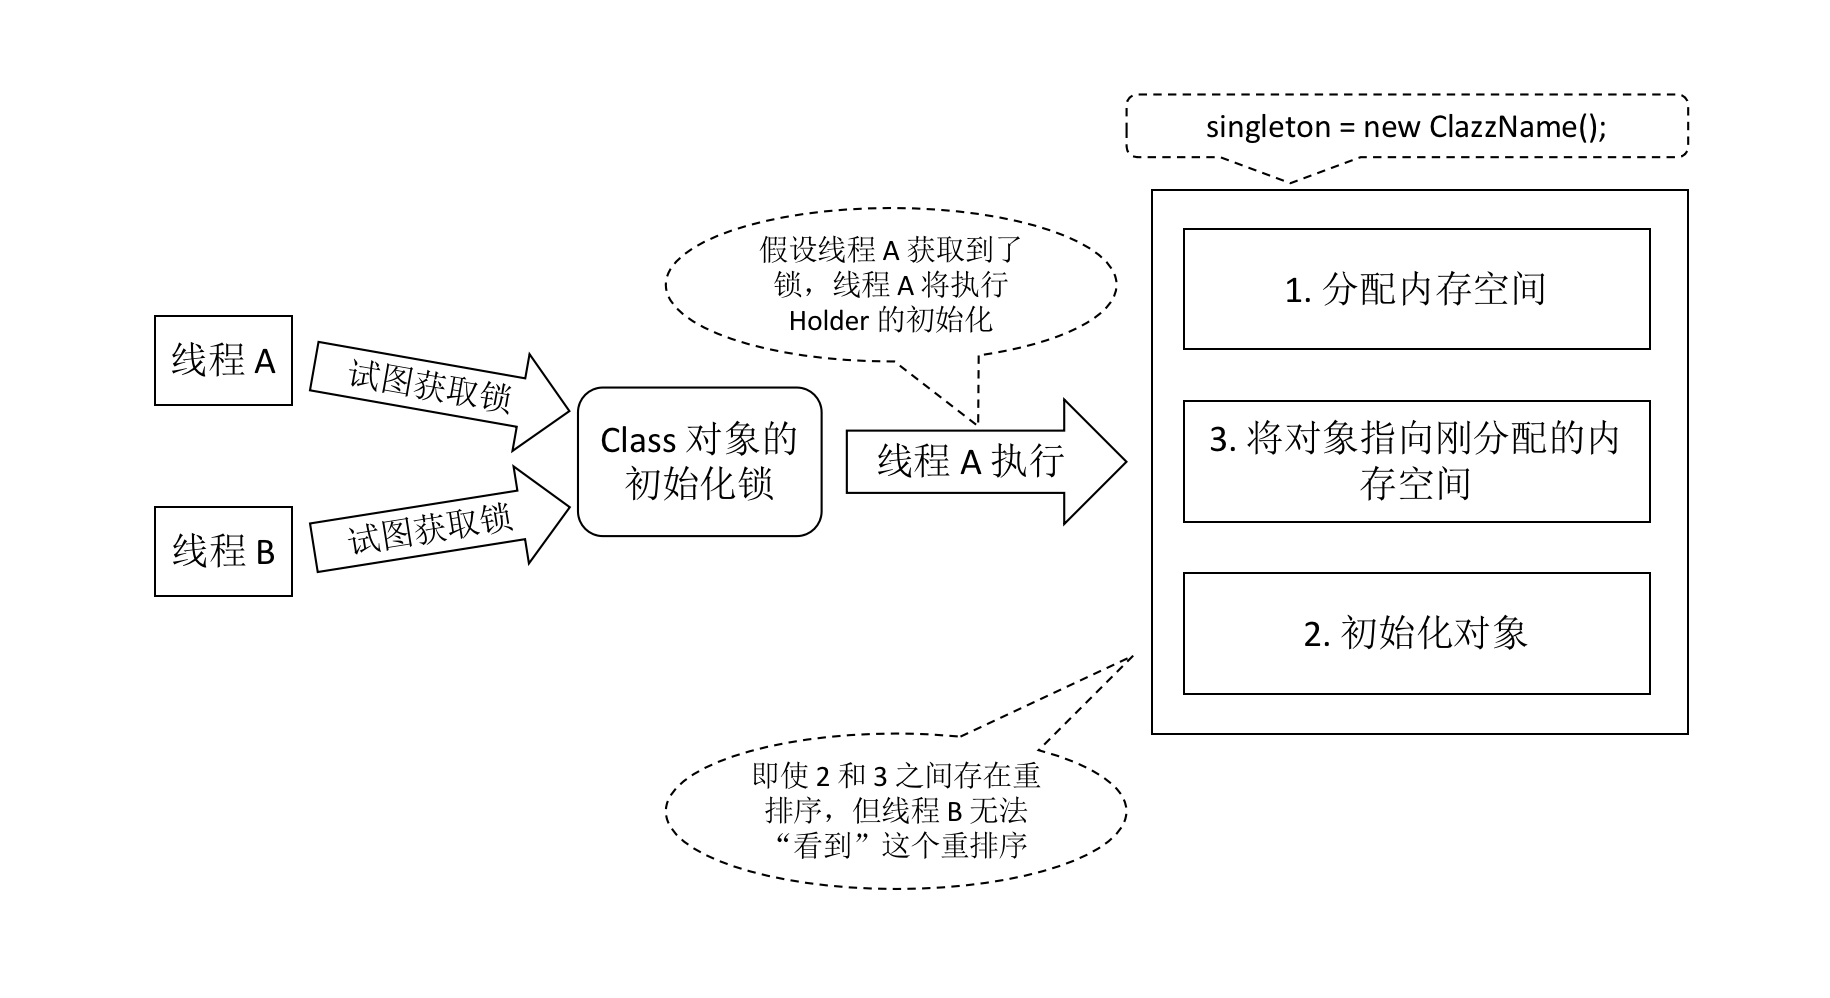 singleton = new ClazzName();
假设线程 A 获取到了
锁，线程 A 将执行
Holder 的初始化
1. 分配内存空间
线程 A
试图获取锁
Class 对象的
初始化锁
线程 A 执行
3. 将对象指向刚分配的内
存空间
线程 B
试图获取锁
2. 初始化对象
即使 2 和 3 之间存在重
排序，但线程 B 无法
“看到”这个重排序